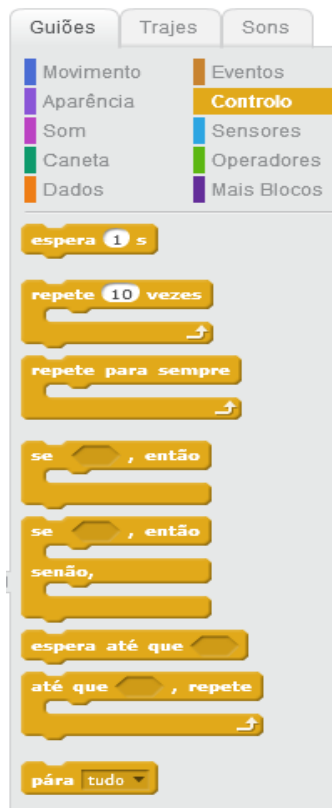 Guiões Trajes Sons
Movimento Eventos
Aparência Controlo
Som Sensores
Caneta Operadores
Dados Mais Blocos
espera 1 s
repete 10 vezes
repete para sempre
se , então
se , então
senão,
espera até que
até que , repete
pára tudo